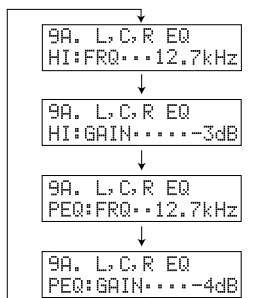 9A. L,C,R EQ
HI:FRQ···12.7kHz
9A. L,C,R EQ
HI:GAIN·····-3dB
9A. L,C,R EQ
PEQ:FRQ··12.7kHz
9A. L,C,R EQ
PEQ:GAIN····-4dB